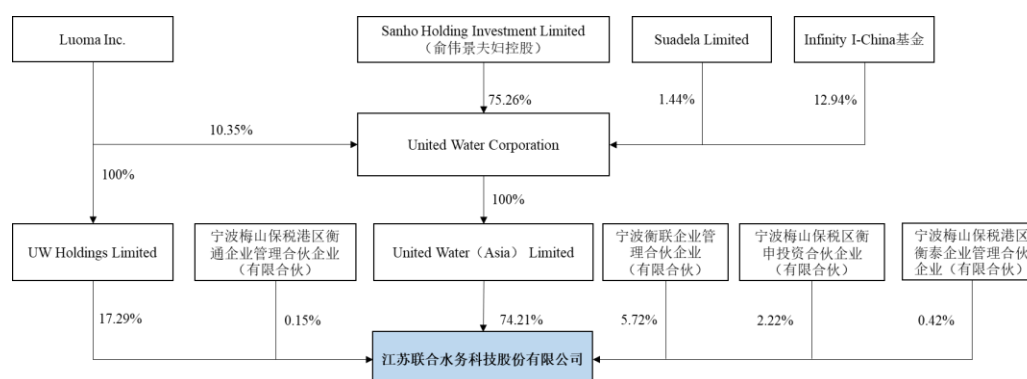 Luoma Inc.
Sanho Holding Investment Limited
（俞伟景夫妇控股）
Suadela Limited
Infinity I-China基金
75.26%
1.44%
12.94%
10.35%
United Water Corporation
100%
100%
UW Holdings Limited
宁波梅山保税港区衡
通企业管理合伙企业
（有限合伙）
United Water（Asia）Limited
宁波衡联企业管
理合伙企业
（有限合伙）
宁波梅山保税区衡
申投资合伙企业
（有限合伙）
宁波梅山保税港区
衡泰企业管理合伙
企业（有限合伙）
17.29%
0.15%
74.21%
5.72%
2.22%
0.42%
江苏联合水务科技股份有限公司